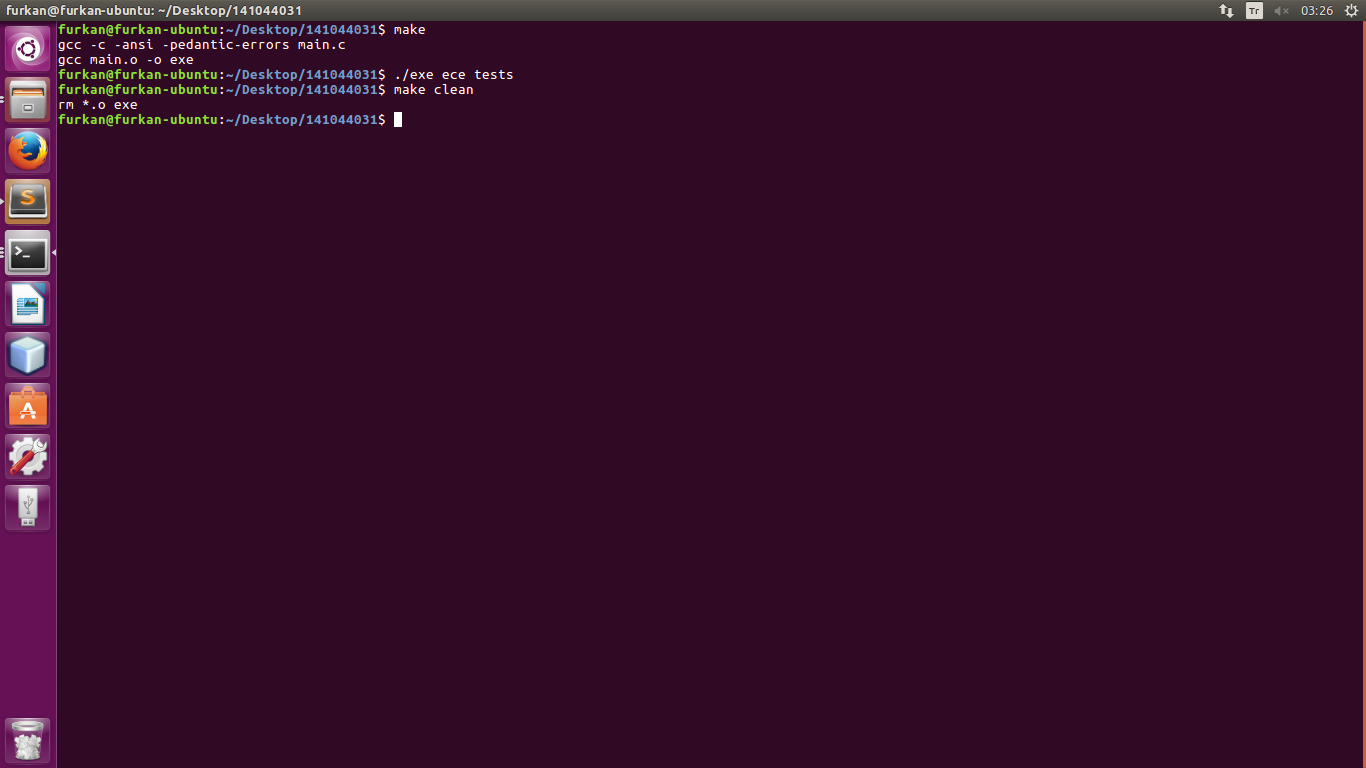 furkan@furkan-ubuntu: ~/Desktop/141044031
Tr
03:26
furkan@furkan-ubuntu:~/Desktop/141044031$ make
gcc -c -ansi -pedantic-errors main.c
gcc main.o -o exe
furkan@furkan-ubuntu:~/Desktop/141044031$ ./exe ece tests
furkan@furkan-ubuntu:~/Desktop/141044031$ make clean
rm *.o exe
furkan@furkan-ubuntu:~/Desktop/141044031$